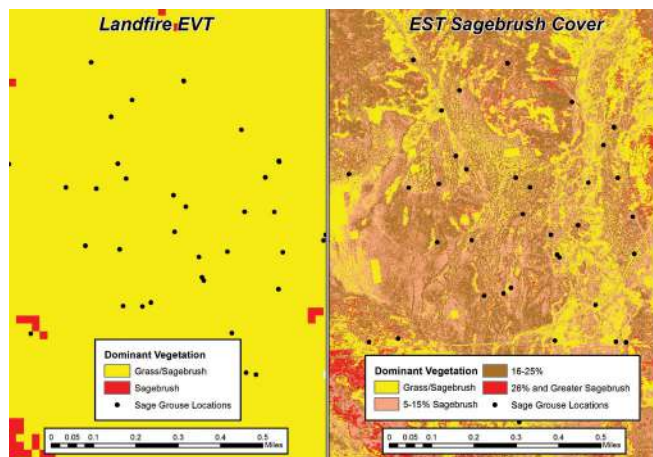 Landfire EVT
Dominant Vegetation
Grass/Sagebrush
Sagebrush
Sage Grouse Locations
0 0.05 0.1 0.2 0.3 0.4 0.5
Miles
EST Sagebrush Cover
Dominant Vegetation
Grass/Sagebrush
5-15% Sagebrush
16-25%
26% and Greater Sagebrush
Sage Grouse Locations
0 0.05 0.1 0.2 0.3 0.4 0.5
Miles